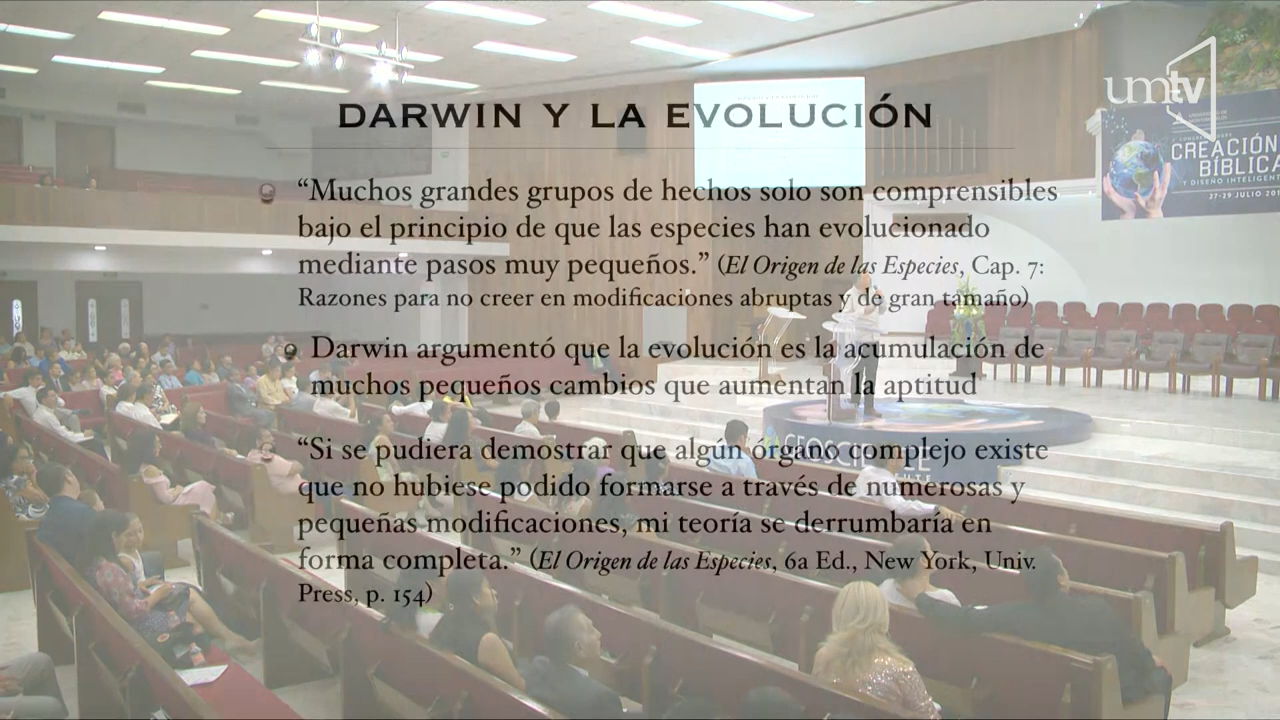 DARWIN Y LA EVOLUCIÓN
umtv
CREACIÓN
BÍBLICA
Y DISEÑO INTELIGENT
27-29 JULIO 20
“Muchos grandes grupos de hechos solo son comprensibles
bajo el principio de que las especies han evolucionado
mediante pasos muy pequeños.” (El Origen de las Especies, Cap. 7:
Razones para no creer en modificaciones abruptas y de gran tamaño)
Darwin argumentó que la evolución es la acumulación de
muchos pequeños cambios que aumentan la aptitud
“Si se pudiera demostrar que algún órgano complejo existe
que no hubiese podido formarse a través de numerosas y
pequeñas modificaciones, mi teoría se derrumbaría en
forma completa.” (El Origen de las Especies, 6a Ed., New York, Univ.
Press, p. 154)